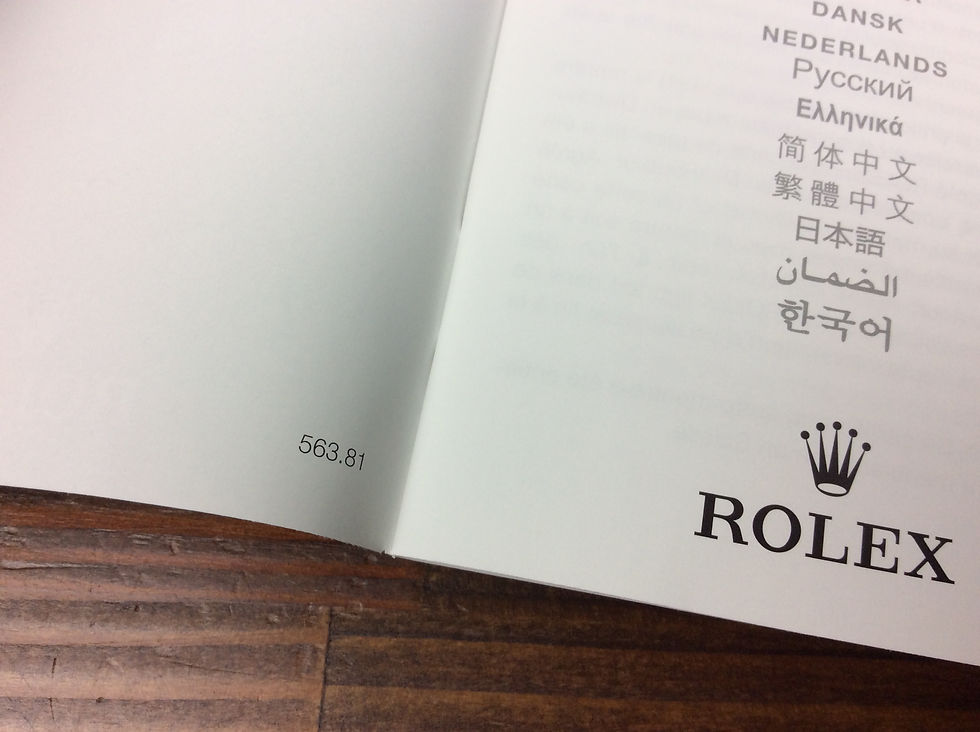 563.81
DANSK
NEDERLANDS
Русский
Ελληνικά
简体中文
繁體中文
日本語
الضمان
한국어
ROLEX